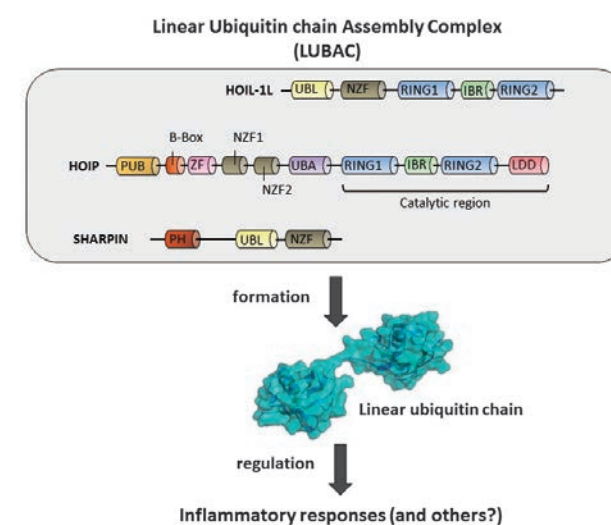 Linear Ubiquitin chain Assembly Complex
(LUBAC)
HOIL-1L UBL NZF RING1 IBR RING2
B-Box NZF1
HOIP PUB ZF UBA RING1 IBR RING2 LDD
NZF2
Catalytic region
SHARPIN PH UBL NZF
formation
Linear ubiquitin chain
regulation
Inflammatory responses (and others?)